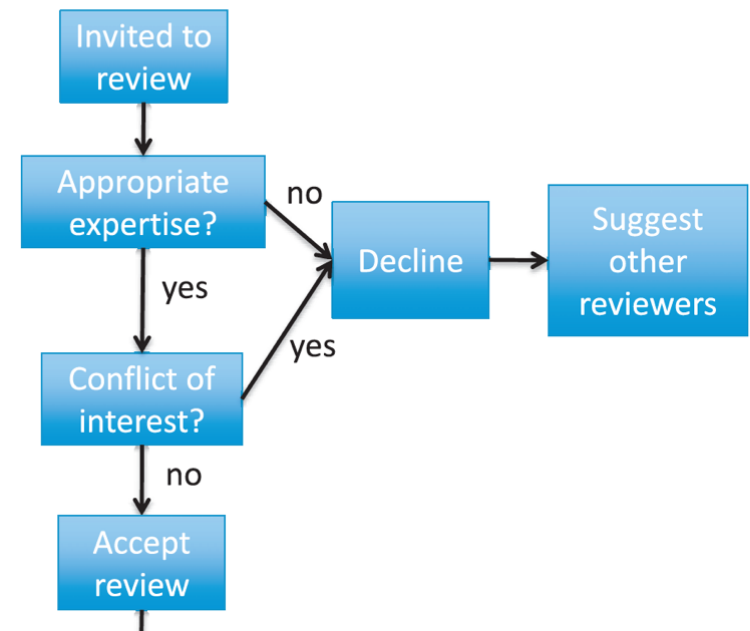 Invited to
review
Appropriate
expertise?
no
yes
Decline
Suggest
other
reviewers
Conflict of
interest?
yes
no
Accept
review